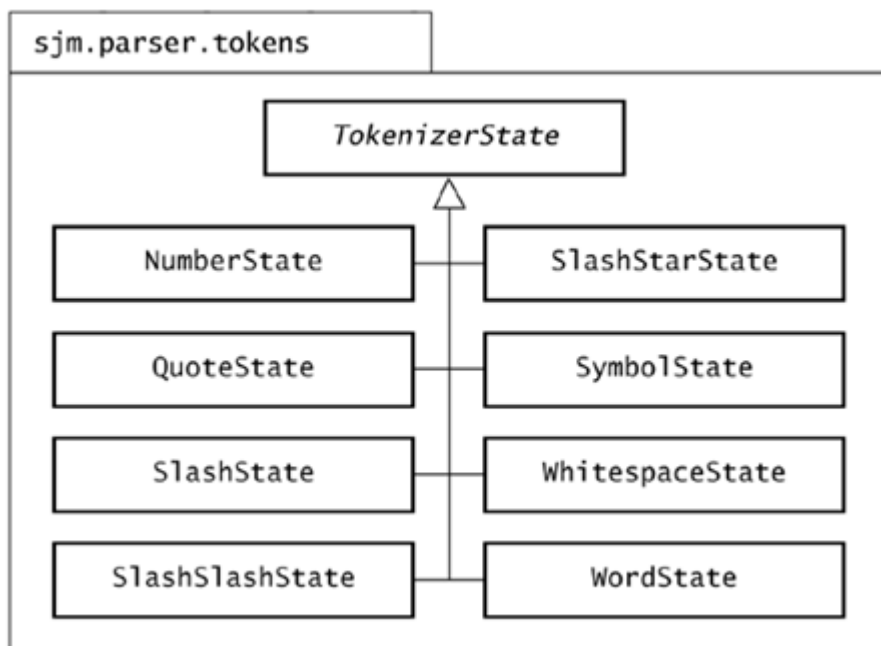 sjm.parser.tokens
TokenizerState
NumberState
SlashStarState
QuoteState
SymbolState
SlashState
WhitespaceState
SlashSlashState
WordState